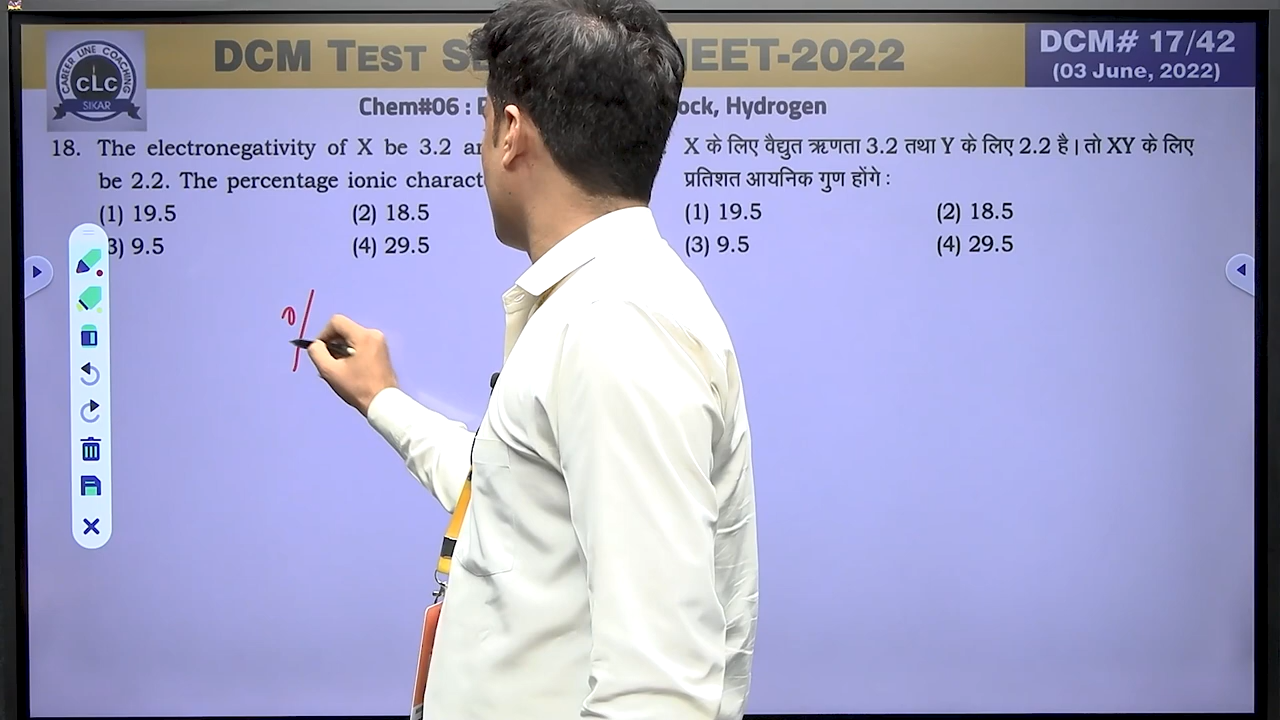 CAREER LINE COACHING
CLC
SIKAR
DCM TEST S EET-2022
DCM# 17/42
(03 June, 2022)
Chem#06 : ock, Hydrogen
18. The electronegativity of X be 3.2
be 2.2. The percentage ionic charact
(1) 19.5 (2) 18.5
3) 9.5 (4) 29.5
X के लिए वैद्युत ऋणता 3.2 तथा Y के लिए 2.2 है। तो XY के लिए
प्रतिशत आयनिक गुण होंगे :
(1) 19.5 (2) 18.5
(3) 9.5 (4) 29.5